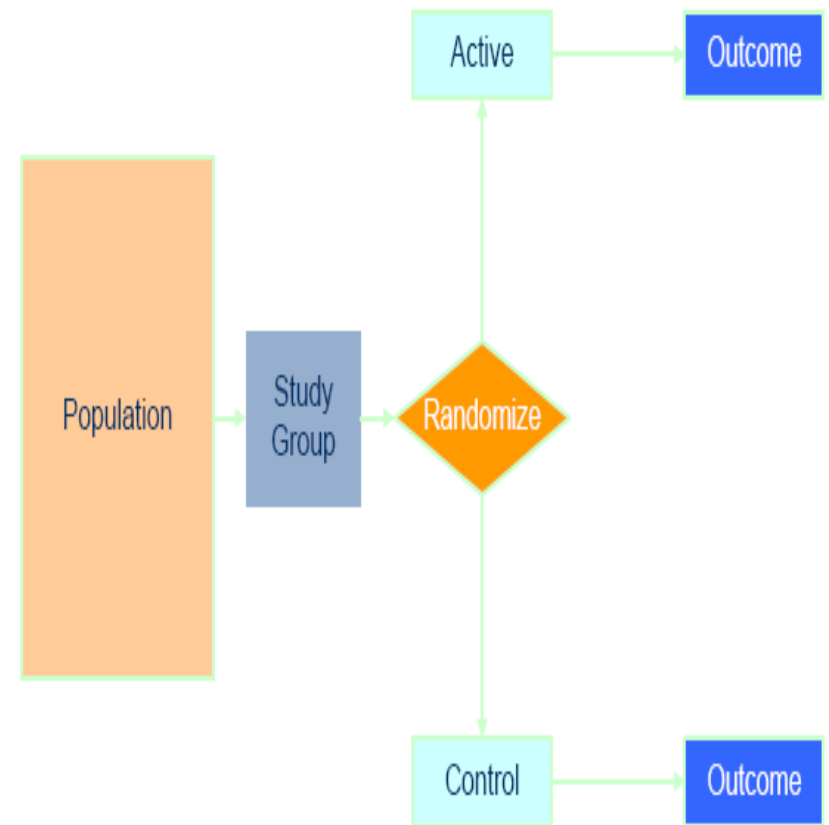 Active
Outcome
Population
Study
Group
Randomize
Control
Outcome